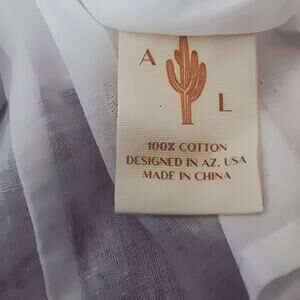 A
L
100% COTTON
DESIGNED IN AZ. USA
MADE IN CHINA